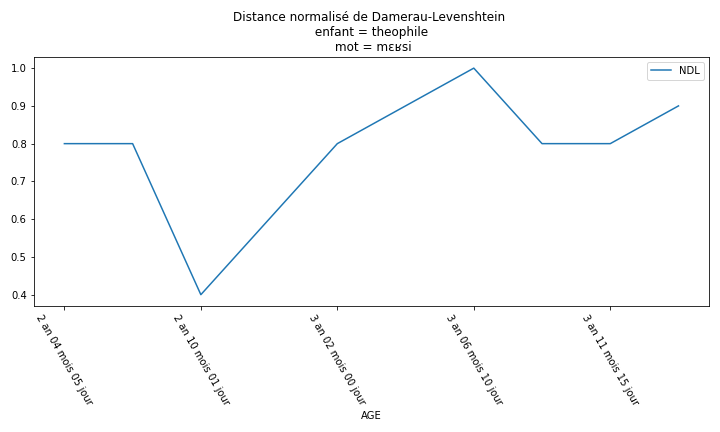 Distance normalisé de Damerau-Levenshtein
enfant = theophile
mot = mɛʁsi
NDL
1.0
0.9
0.8
0.7
0.6
0.5
0.4
2 an 04 mois 05 jour
2 an 10 mois 01 jour
3 an 02 mois 00 jour
3 an 06 mois 10 jour
3 an 11 mois 15 jour
AGE